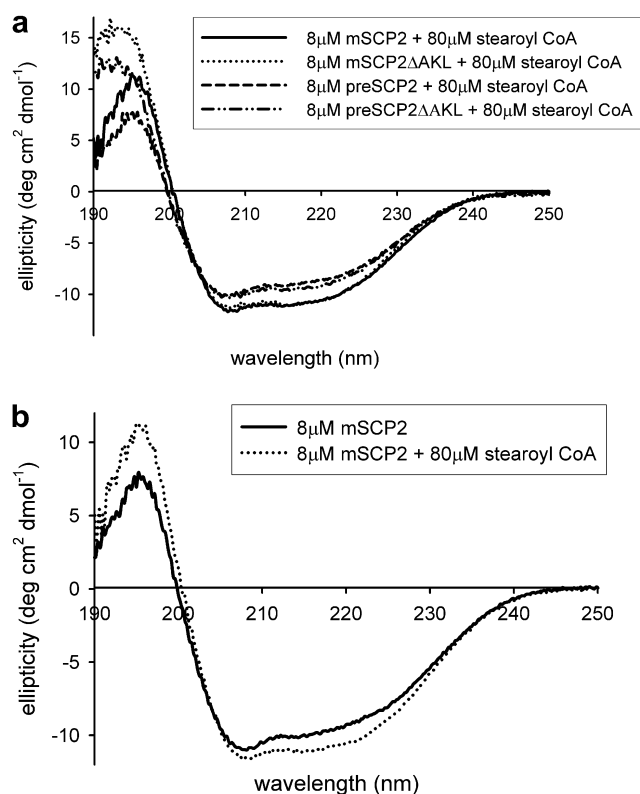 a
8μM mSCP2 + 80μM stearoyl CoA
8μM mSCP2ΔAKL + 80μM stearoyl CoA
8μM preSCP2 + 80μM stearoyl CoA
8μM preSCP2ΔAKL + 80μM stearoyl CoA
ellipticity (deg cm² dmol⁻¹)
15
10
5
0
-5
-10
190 200 210 220 230 240 250
wavelength (nm)
b
8μM mSCP2
8μM mSCP2 + 80μM stearoyl CoA
ellipticity (deg cm² dmol⁻¹)
10
5
0
-5
-10
190 200 210 220 230 240 250
wavelength (nm)